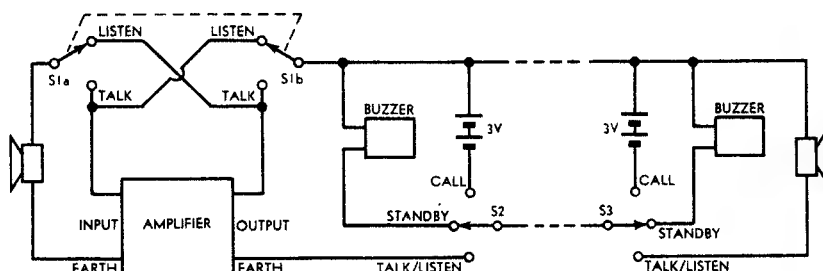 LISTEN LISTEN
S1a S1b
TALK TALK
BUZZER BUZZER
3V 3V
CALL CALL
INPUT AMPLIFIER OUTPUT
STANDBY S2 S3 STANDBY
EARTH EARTH TALK/LISTEN TALK/LISTEN